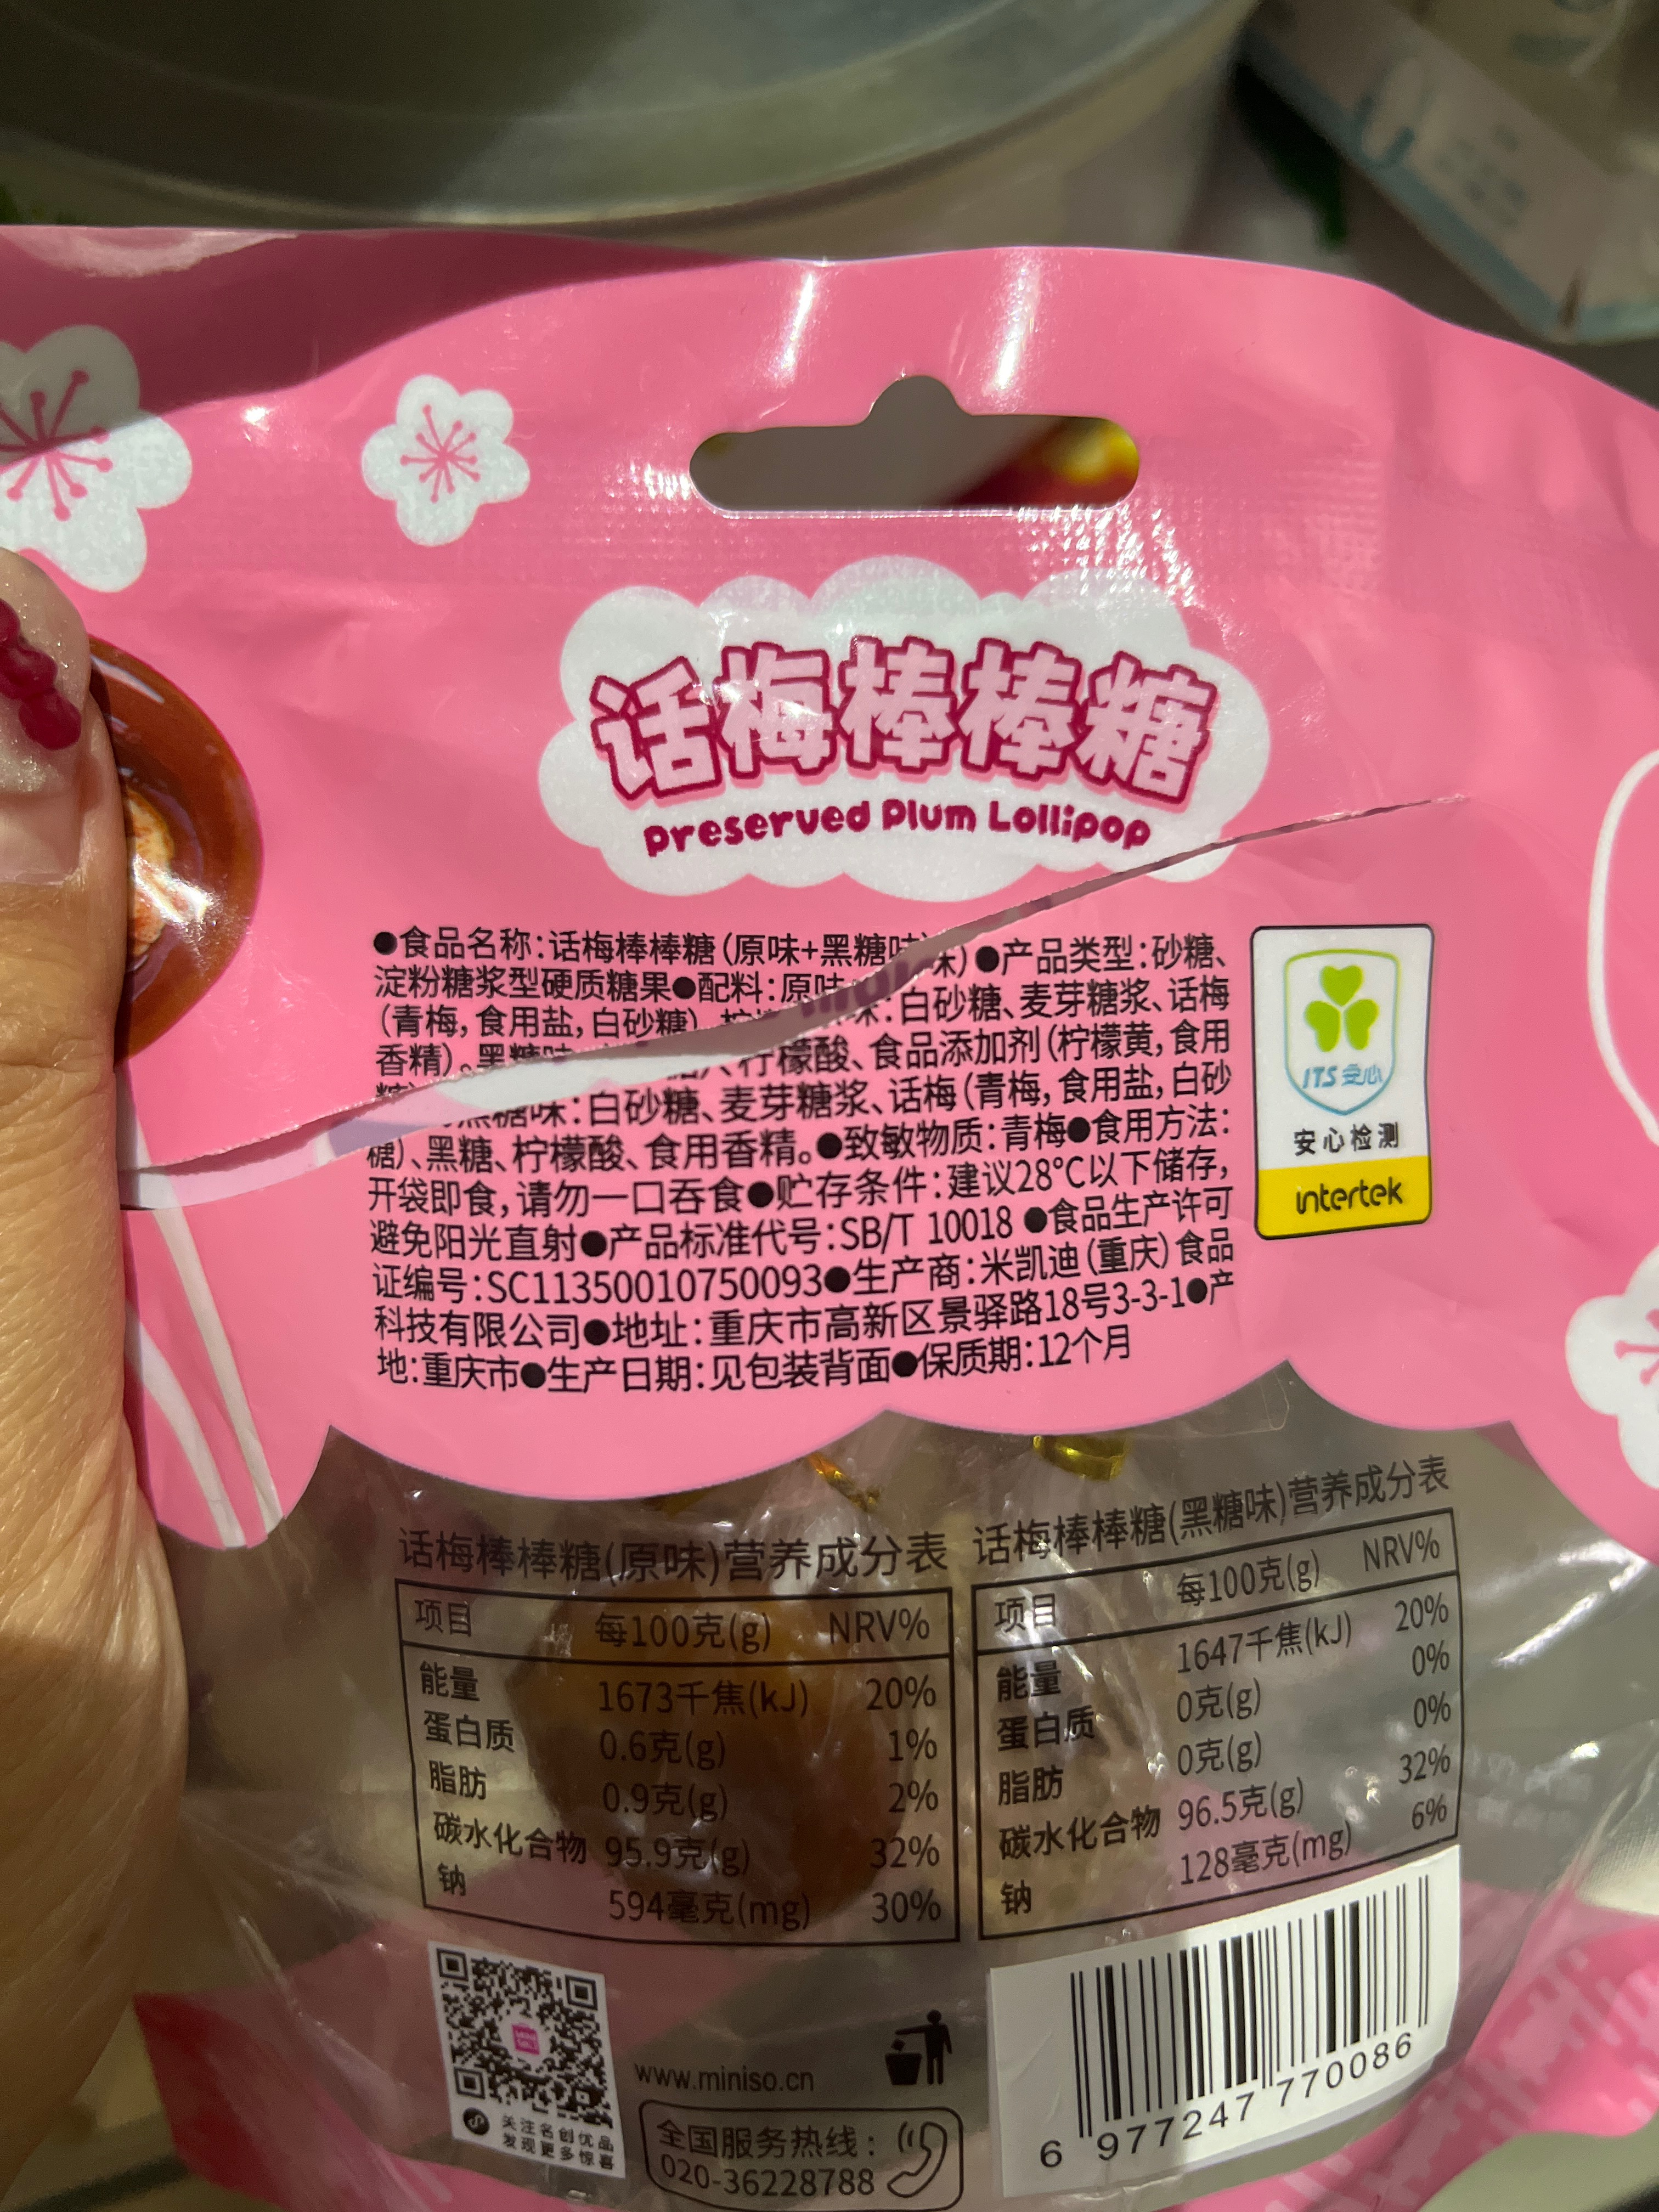 话梅棒棒糖
Preserved Plum Lollipop
●食品名称:话梅棒棒糖(原味+黑糖味)●产品类型:砂糖、
淀粉糖浆型硬质糖果●配料:原味:白砂糖、麦芽糖浆、话梅
(青梅,食用盐,白砂糖)、柠檬酸、食品添加剂(柠檬黄,食用
香精)。黑糖味:白砂糖、麦芽糖浆、话梅(青梅,食用盐,白砂
糖)、黑糖、柠檬酸、食用香精。●致敏物质:青梅●食用方法:
开袋即食,请勿一口吞食●贮存条件:建议28°C以下储存,
避免阳光直射●产品标准代号:SB/T 10018 ●食品生产许可
证编号:SC11350010750093●生产商:米凯迪(重庆)食品
科技有限公司●地址:重庆市高新区景驿路18号3-3-1●产
地:重庆市●生产日期:见包装背面●保质期:12个月
ITS 安心
安心检测
intertek
话梅棒棒糖(原味)营养成分表
项目 每100克(g) NRV%
能量 1673千焦(kJ) 20%
蛋白质 0.6克(g) 1%
脂肪 0.9克(g) 2%
碳水化合物 95.9克(g) 32%
钠 594毫克(mg) 30%
话梅棒棒糖(黑糖味)营养成分表
项目 每100克(g) NRV%
能量 1647千焦(kJ) 20%
蛋白质 0克(g) 0%
脂肪 0克(g) 0%
碳水化合物 96.5克(g) 32%
钠 128毫克(mg) 6%
关注名创优品
发现更多惊喜
www.miniso.cn
全国服务热线:
020-36228788
6 977247 770086